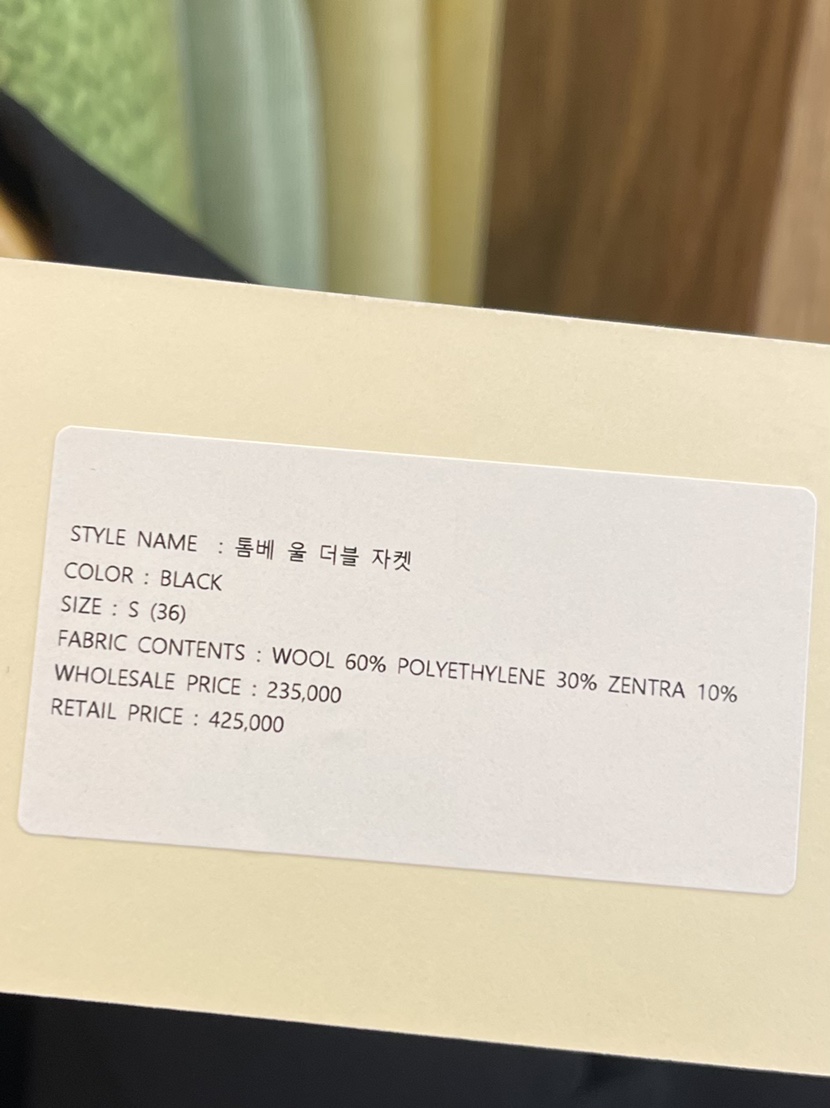 STYLE NAME : 톰베 울 더블 자켓
COLOR : BLACK
SIZE : S (36)
FABRIC CONTENTS : WOOL 60% POLYETHYLENE 30% ZENTRA 10%
WHOLESALE PRICE : 235,000
RETAIL PRICE : 425,000